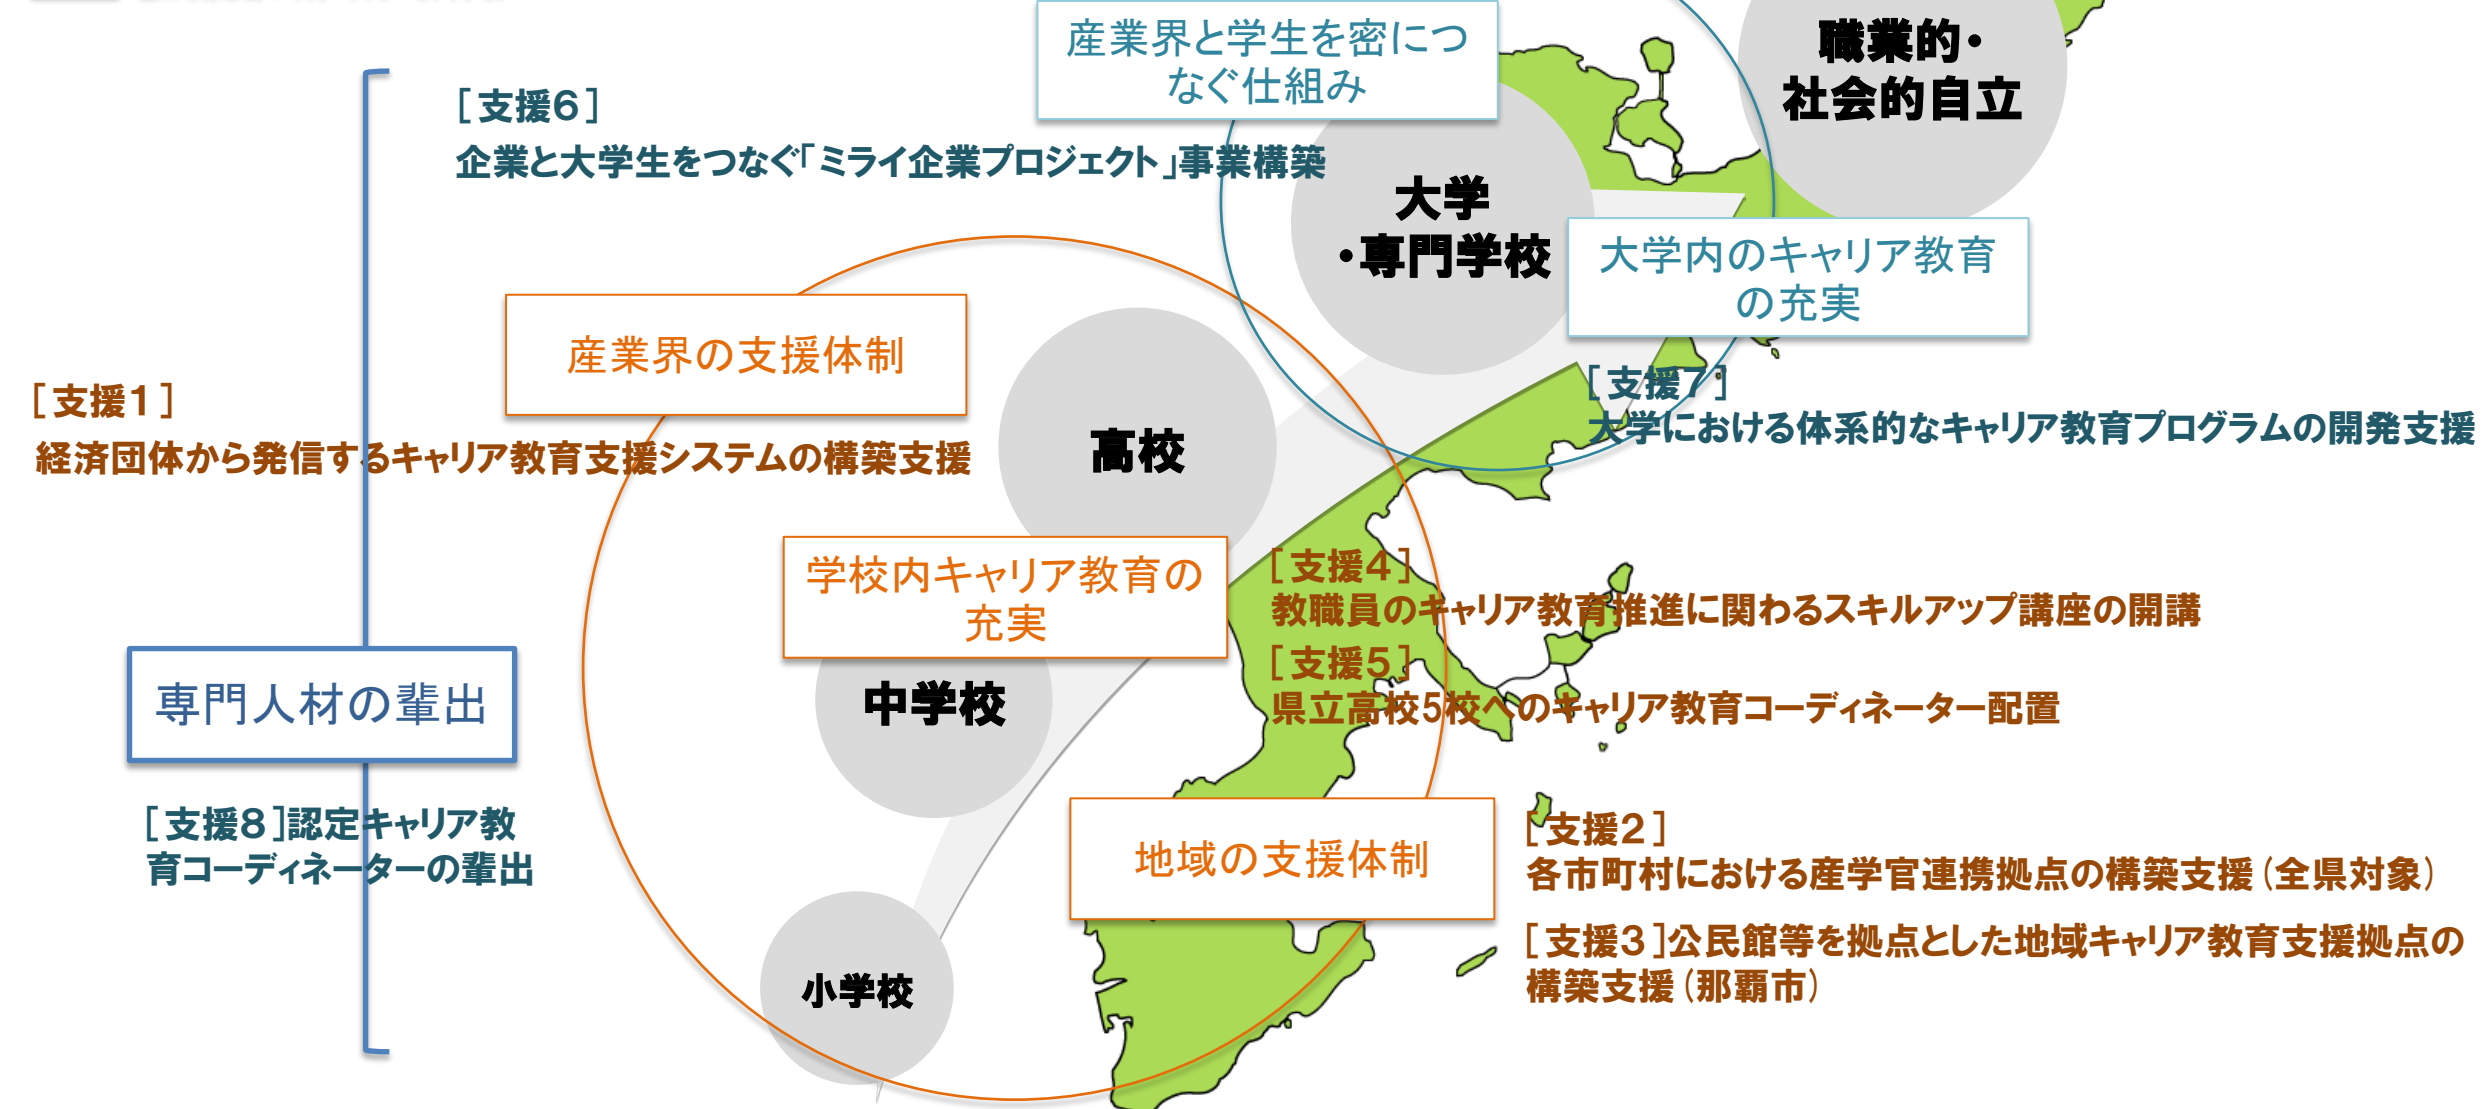 産業界と学生を密につ
なぐ仕組み
職業的・
社会的自立
［支援６］
企業と大学生をつなぐ「ミライ企業プロジェクト」事業構築
大学
・専門学校
大学内のキャリア教育
の充実
産業界の支援体制
［支援７］
大学における体系的なキャリア教育プログラムの開発支援
［支援１］
経済団体から発信するキャリア教育支援システムの構築支援
高校
学校内キャリア教育の
充実
［支援４］
教職員のキャリア教育推進に関わるスキルアップ講座の開講
［支援５］
県立高校5校へのキャリア教育コーディネーター配置
専門人材の輩出
中学校
［支援８］認定キャリア教
育コーディネーターの輩出
地域の支援体制
［支援２］
各市町村における産学官連携拠点の構築支援（全県対象）
［支援３］公民館等を拠点とした地域キャリア教育支援拠点の
構築支援（那覇市）
小学校